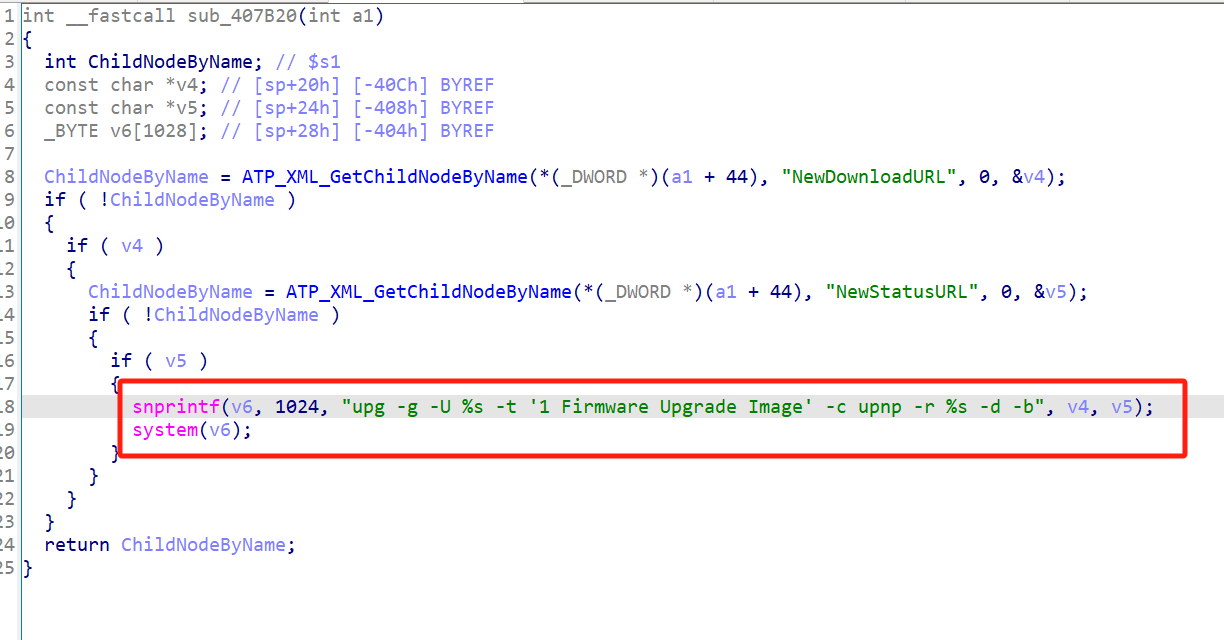 1 int __fastcall sub_407B20(int a1)
2 {
3   int ChildNodeByName; // $s1
4   const char *v4; // [sp+20h] [-40Ch] BYREF
5   const char *v5; // [sp+24h] [-408h] BYREF
6   _BYTE v6[1028]; // [sp+28h] [-404h] BYREF
7
8   ChildNodeByName = ATP_XML_GetChildNodeByName(*(_DWORD *)(a1 + 44), "NewDownloadURL", 0, &v4);
9   if ( !ChildNodeByName )
10   {
11     if ( v4 )
12     {
13       ChildNodeByName = ATP_XML_GetChildNodeByName(*(_DWORD *)(a1 + 44), "NewStatusURL", 0, &v5);
14       if ( !ChildNodeByName )
15       {
16         if ( v5 )
17         {
18           snprintf(v6, 1024, "upg -g -U %s -t '1 Firmware Upgrade Image' -c upnp -r %s -d -b", v4, v5);
19           system(v6);
20         }
21       }
22     }
23   }
24   return ChildNodeByName;
25 }